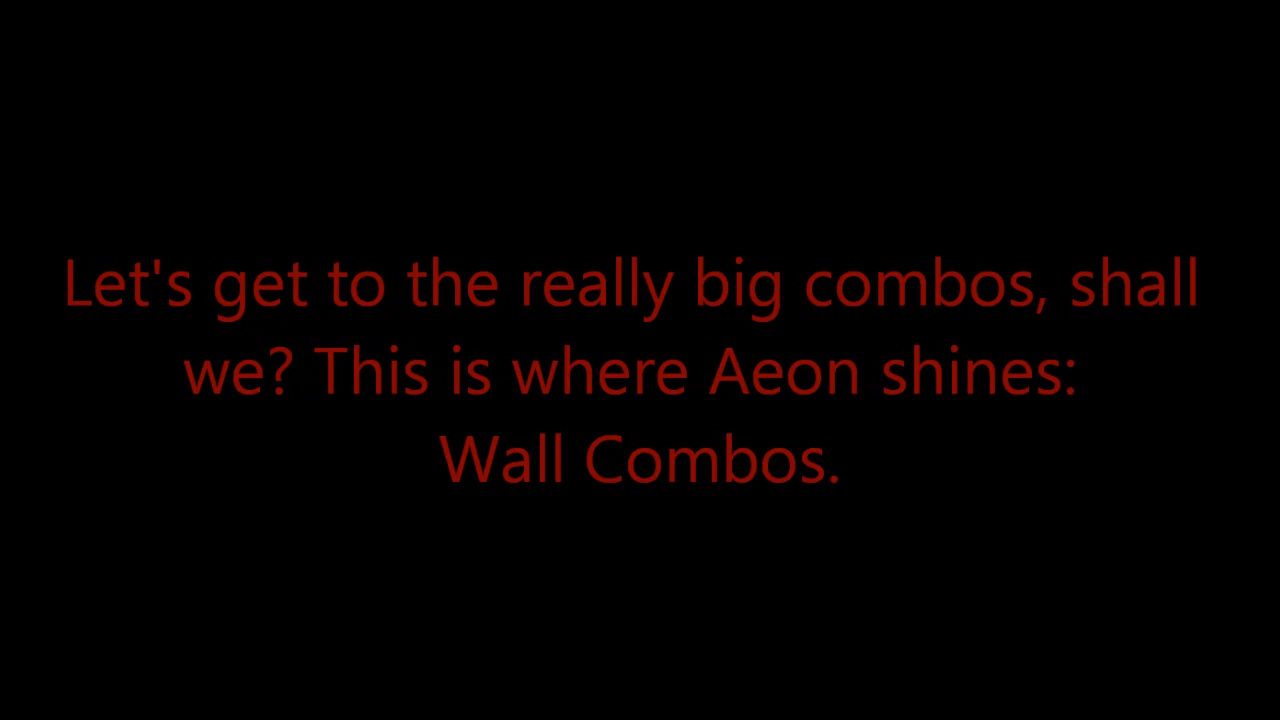 Let's get to the really big combos, shall
we? This is where Aeon shines:
Wall Combos.